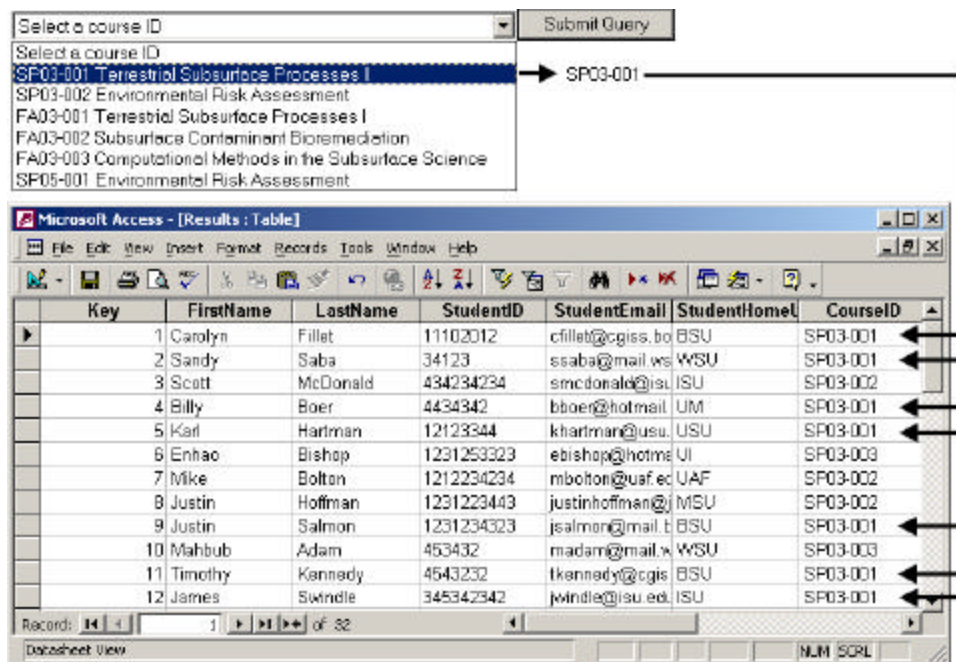 Select a course ID Submit Query
Select a course ID
SP03-001 Terrestrial Subsurface Processes I SP03-001
SP03-002 Environmental Risk Assessment
FA03-001 Terrestrial Subsurface Processes I
FA03-002 Subsurface Contaminant Bioremediation
FA03-003 Computational Methods in the Subsurface Science
SP05-001 Environmental Risk Assessment
Microsoft Access - [Results : Table]
File Edit View Insert Format Records Tools Window Help
Key FirstName LastName StudentID StudentEmail StudentHomeU CourseID
1 Carolyn Fillet 11102012 cfillet@cgiss.bo BSU SP03-001
2 Sandy Saba 34123 ssaba@mail.ws WSU SP03-001
3 Scott McDonald 434234234 smcdonald@isu ISU SP03-002
4 Billy Boer 4434342 bboer@hotmail. UM SP03-001
5 Karl Hartman 12123344 khartman@usu. USU SP03-001
6 Enhao Bishop 1231253323 ebishop@hotma UI SP03-003
7 Mike Bolton 1212234234 mbolton@uaf.ed UAF SP03-002
8 Justin Hoffman 1231223443 justinhoffman@j MSU SP03-002
9 Justin Salmon 1231234323 jsalmon@mail.b BSU SP03-001
10 Mahbub Adam 453432 madam@mail.w WSU SP03-003
11 Timothy Kennedy 4543232 tkennedy@cgis BSU SP03-001
12 James Swindle 345342342 jwindle@isu.edu ISU SP03-001
Record: 1 of 32
Datasheet View NUM SCRL